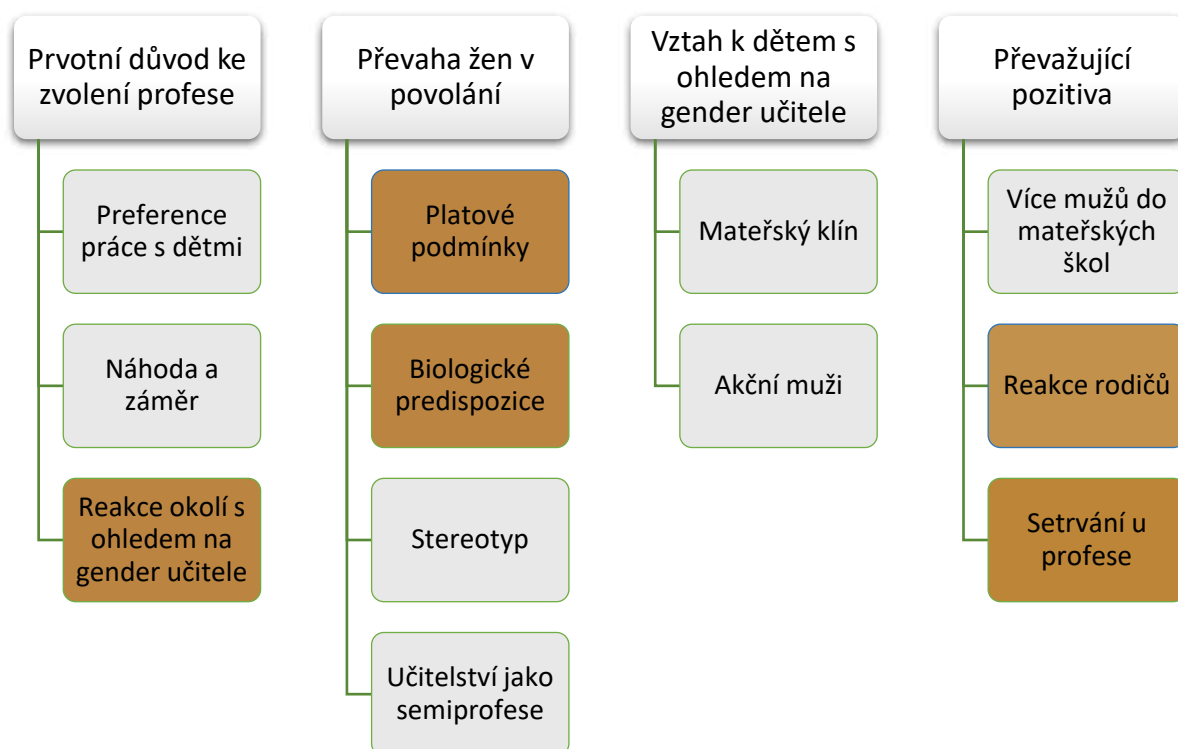 Prvotní důvod ke
zvolení profese
Preference
práce s dětmi
Náhoda a
záměr
Reakce okolí s
ohledem na
gender učitele
Převaha žen v
povolání
Platové
podmínky
Biologické
predispozice
Stereotyp
Učitelství jako
semiprofese
Vztah k dětem s
ohledem na
gender učitele
Mateřský klín
Akční muži
Převažující
pozitiva
Více mužů do
mateřských
škol
Reakce rodičů
Setrvání u
profese